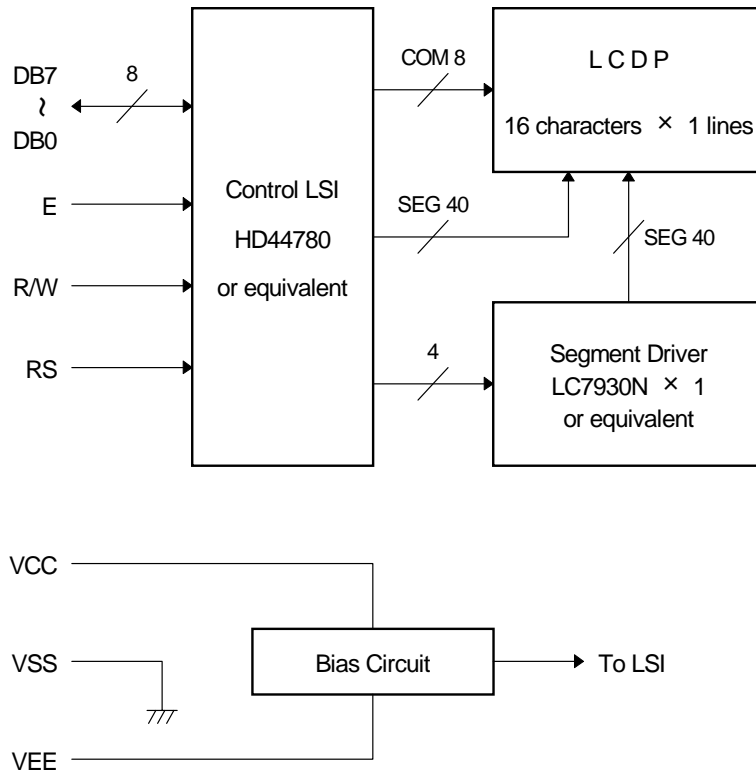 DB7
~
DB0
8
E
R/W
RS
Control LSI
HD44780
or equivalent
COM 8
SEG 40
4
L C D P
16 characters × 1 lines
SEG 40
Segment Driver
LC7930N × 1
or equivalent
VCC
VSS
VEE
Bias Circuit
To LSI